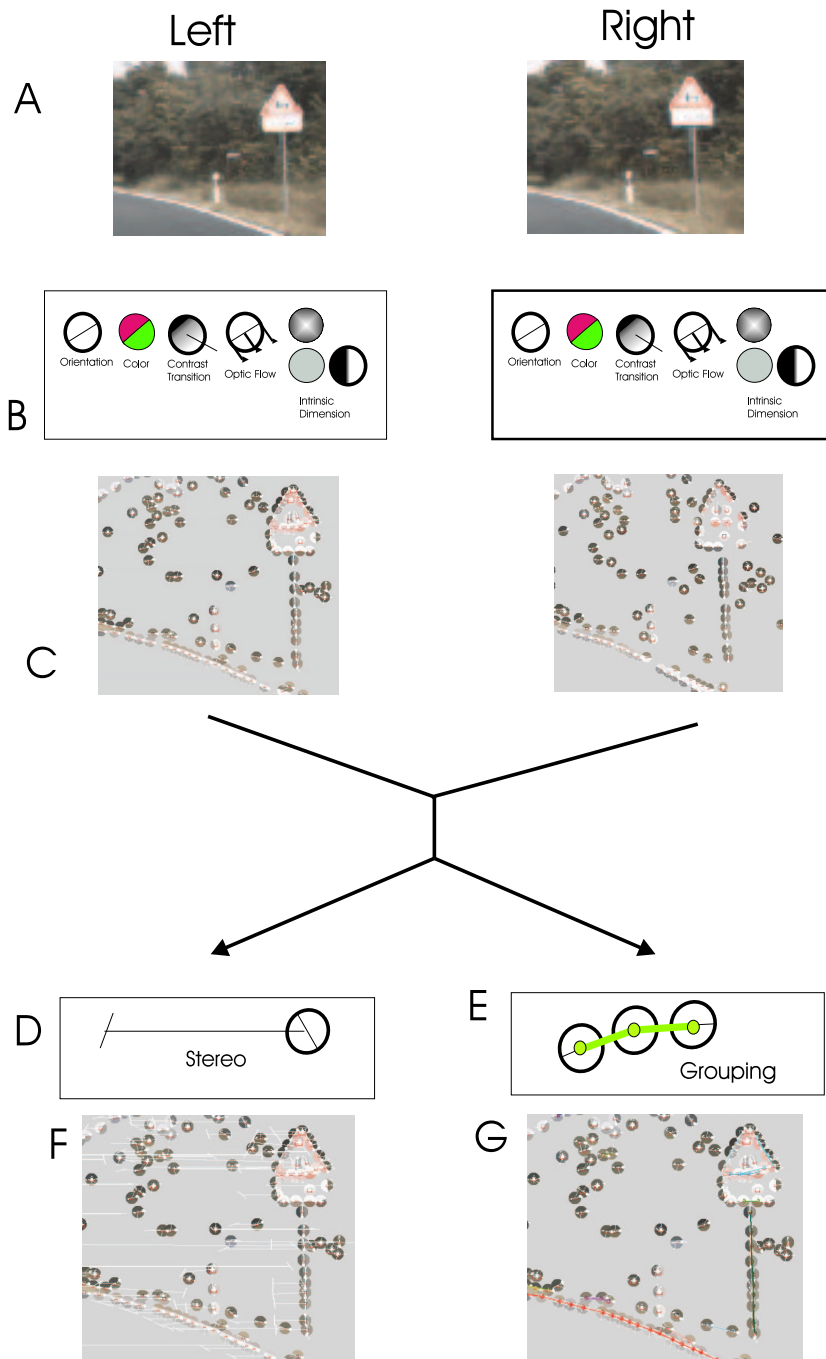 Left
Right
A
Orientation
Color
Contrast
Transition
Optic Flow
Intrinsic
Dimension
Orientation
Color
Contrast
Transition
Optic Flow
Intrinsic
Dimension
B
C
D
Stereo
E
Grouping
F
G